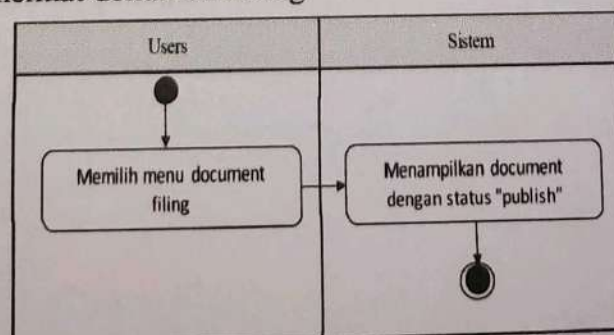 Users
Sistem
Memilih menu document
filing
Menampilkan document
dengan status "publish"